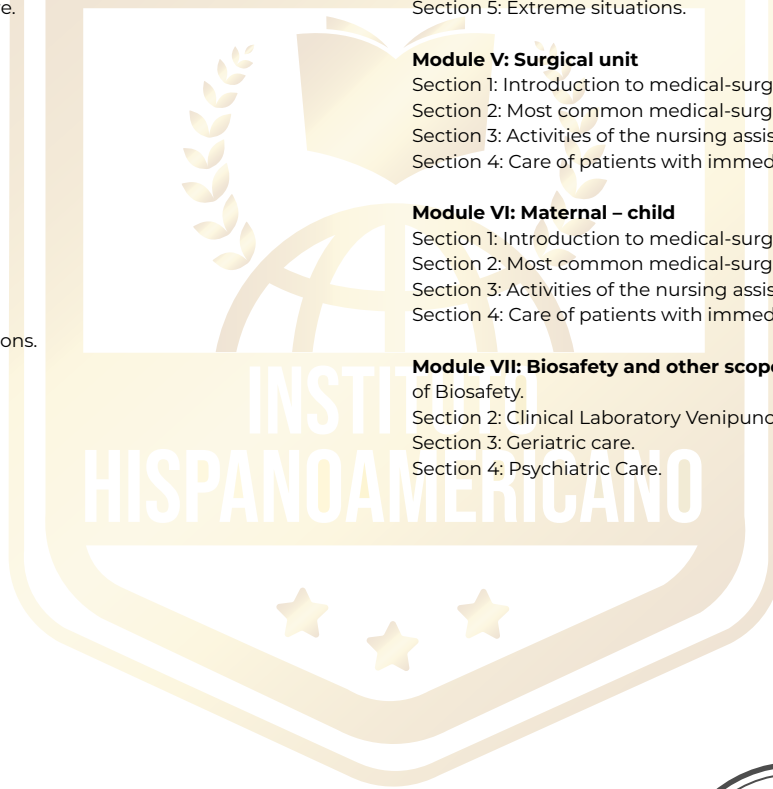 e.
ons.
Section 5: Extreme situations.
Module V: Surgical unit
Section 1: Introduction to medical-surg
Section 2: Most common medical-surg
Section 3: Activities of the nursing assis
Section 4: Care of patients with immed
Module VI: Maternal – child
Section 1: Introduction to medical-surg
Section 2: Most common medical-surg
Section 3: Activities of the nursing assis
Section 4: Care of patients with immed
Module VII: Biosafety and other scope
of Biosafety.
Section 2: Clinical Laboratory Venipunc
Section 3: Geriatric care.
Section 4: Psychiatric Care.
INSTITUTO
HISPANOAMERICANO